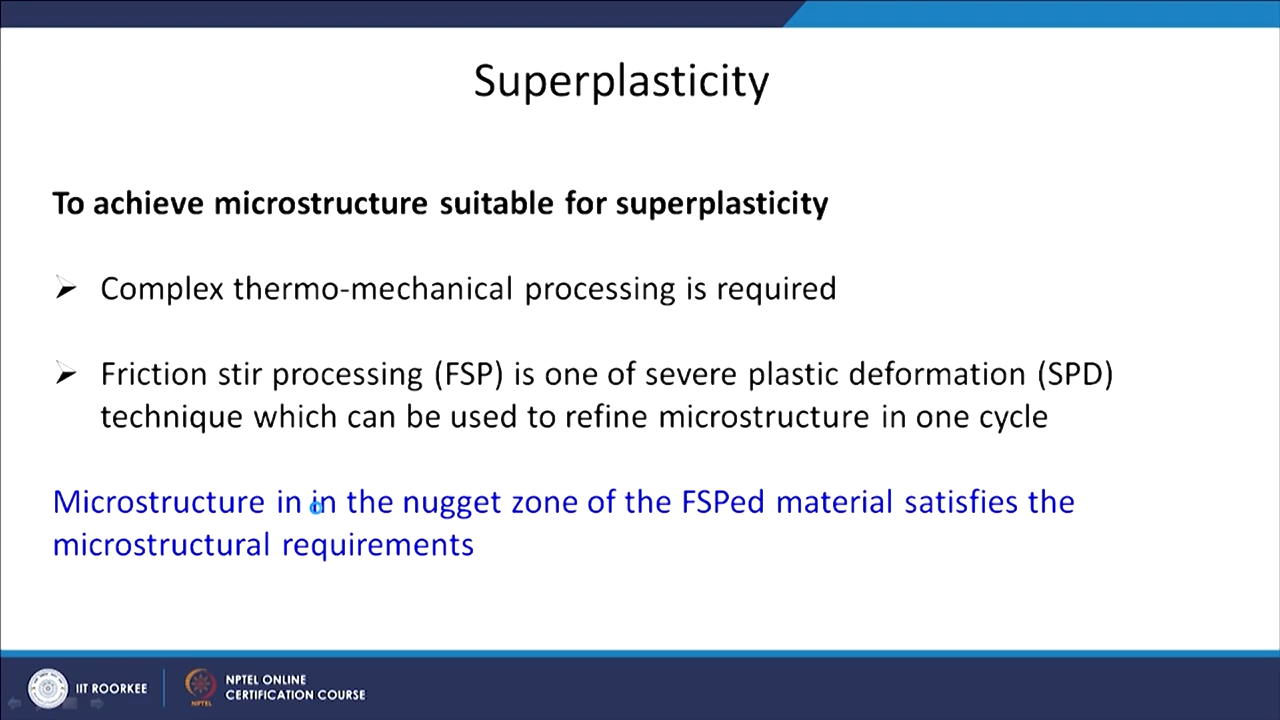 Superplasticity
To achieve microstructure suitable for superplasticity
➢ Complex thermo-mechanical processing is required
➢ Friction stir processing (FSP) is one of severe plastic deformation (SPD)
technique which can be used to refine microstructure in one cycle
Microstructure in in the nugget zone of the FSPed material satisfies the
microstructural requirements
IIT ROORKEE
NPTEL
NPTEL ONLINE
CERTIFICATION COURSE